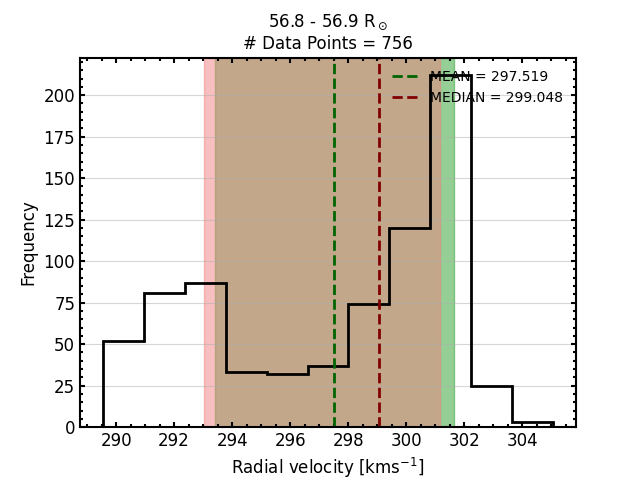 56.8 - 56.9 R⊙
# Data Points = 756
MEAN = 297.519
MEDIAN = 299.048
Frequency
200
175
150
125
100
75
50
25
0
290 292 294 296 298 300 302 304
Radial velocity [kms⁻¹]